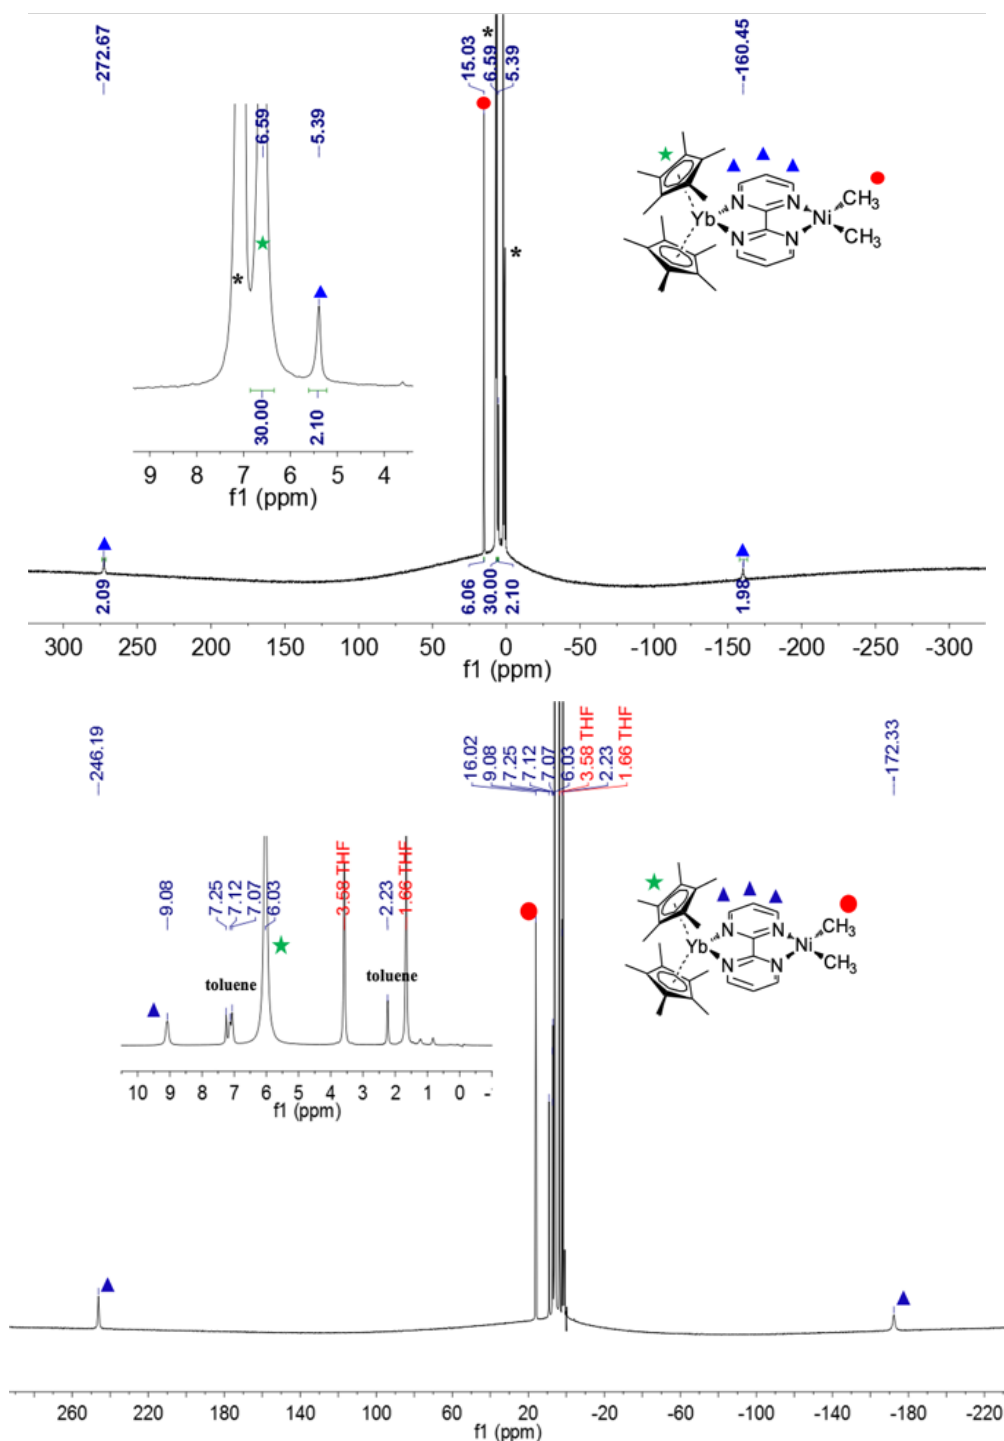 272.67
15.03
6.59
5.39
-160.45
*
6.59
5.39
*
*
30.00
2.10
9 8 7 6 5 4
f1 (ppm)
Yb
N N
N N
Ni
CH3
CH3
2.09
6.06
30.00
2.10
1.98
300 250 200 150 100 50 0 -50 -100 -150 -200 -250 -300
f1 (ppm)
246.19
16.02
9.08
7.25
7.12
7.07
6.03
3.58 THF
2.23
1.66 THF
-172.33
9.08
7.25
7.12
7.07
6.03
3.58 THF
2.23
1.66 THF
toluene
toluene
10 9 8 7 6 5 4 3 2 1 0 -
f1 (ppm)
Yb
N N
N N
Ni
CH3
CH3
260 220 180 140 100 60 20 -20 -60 -100 -140 -180 -220
f1 (ppm)